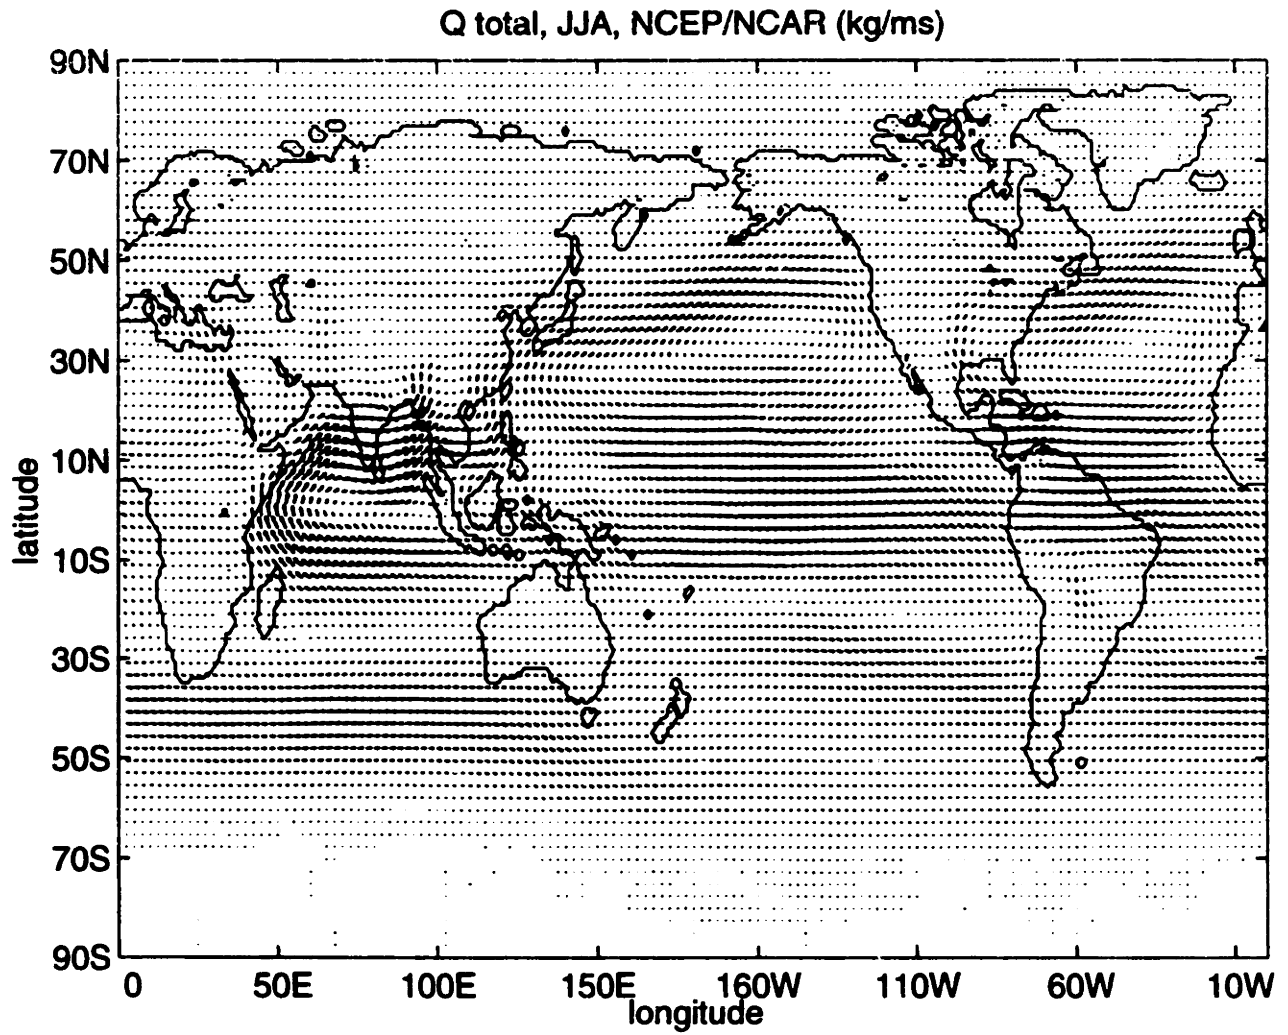 Q total, JJA, NCEP/NCAR (kg/ms)
90N
70N
50N
30N
10N
10S
30S
50S
70S
90S
latitude
0 50E 100E 150E 160W 110W 60W 10W
longitude